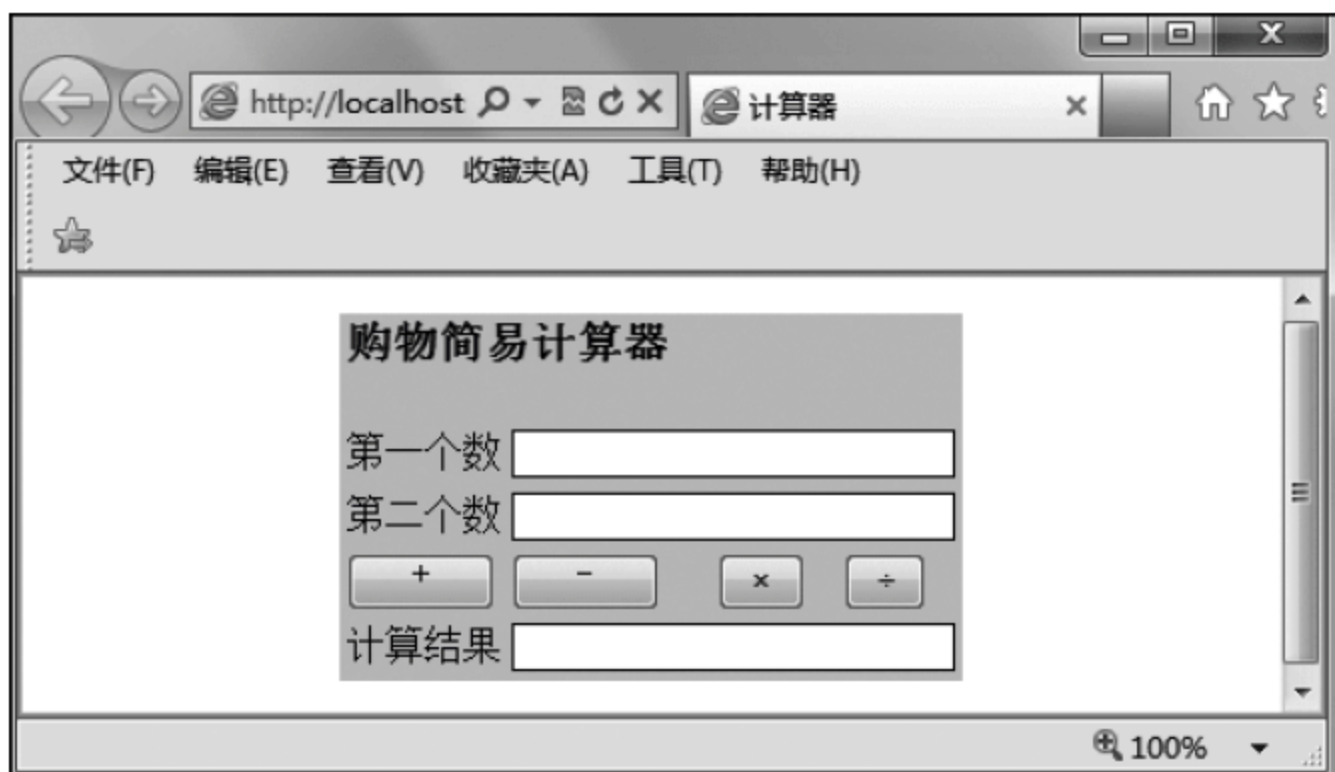 http://localhost
计算器
文件(F) 编辑(E) 查看(V) 收藏夹(A) 工具(T) 帮助(H)
购物简易计算器
第一个数
第二个数
+ − × ÷
计算结果
100%